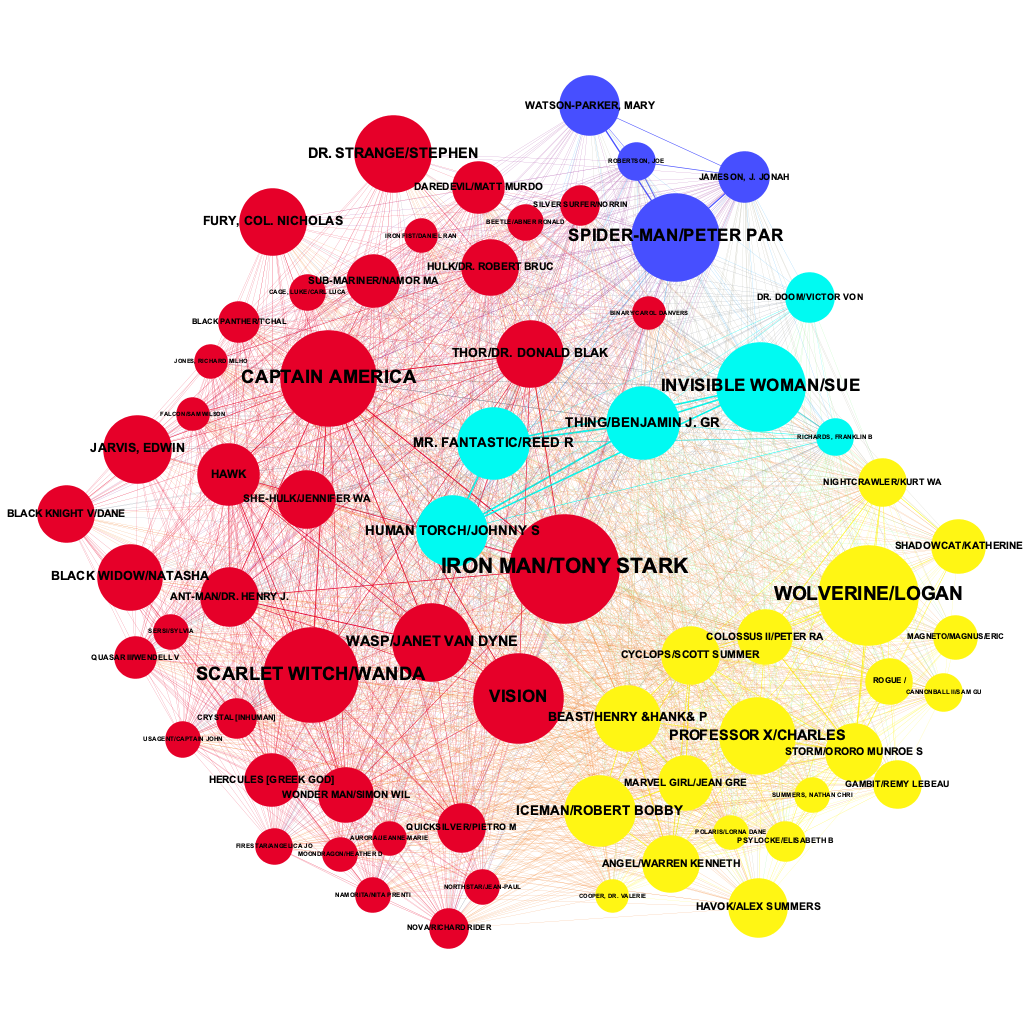 WATSON-PARKER, MARY
DR. STRANGE/STEPHEN
ROBERTSON, JOE
JAMESON, J. JONAH
DAREDEVIL/MATT MURDO
SILVER SURFER/NORRIN
FURY, COL. NICHOLAS
BEETLE/ABNER RONALD
IRON FIST/DANIEL RAN
SPIDER-MAN/PETER PAR
HULK/DR. ROBERT BRUC
SUB-MARINER/NAMOR MA
CAGE, LUKE/CARL LUCA
DR. DOOM/VICTOR VON
BLACK PANTHER/T'CHAL
BINARY/CAROL DANVERS
THOR/DR. DONALD BLAK
JONES, RICHARD MILHO
CAPTAIN AMERICA
INVISIBLE WOMAN/SUE
FALCON/SAM WILSON
THING/BENJAMIN J. GR
RICHARDS, FRANKLIN B
MR. FANTASTIC/REED R
JARVIS, EDWIN
HAWK
NIGHTCRAWLER/KURT WA
SHE-HULK/JENNIFER WA
BLACK KNIGHT V/DANE
HUMAN TORCH/JOHNNY S
SHADOWCAT/KATHERINE
IRON MAN/TONY STARK
BLACK WIDOW/NATASHA
WOLVERINE/LOGAN
ANT-MAN/DR. HENRY J.
SERSI/SYLVIA
COLOSSUS II/PETER RA
MAGNETO/MAGNUS/ERIC
WASP/JANET VAN DYNE
CYCLOPS/SCOTT SUMMER
QUASAR III/WENDELL V
SCARLET WITCH/WANDA
ROGUE /
CANNONBALL II/SAM GU
VISION
BEAST/HENRY &HANK& P
CRYSTAL [INHUMAN]
PROFESSOR X/CHARLES
USAGENT/CAPTAIN JOHN
STORM/ORORO MUNROE S
HERCULES [GREEK GOD]
MARVEL GIRL/JEAN GRE
GAMBIT/REMY LEBEAU
WONDER MAN/SIMON WIL
SUMMERS, NATHAN CHRI
ICEMAN/ROBERT BOBBY
QUICKSILVER/PIETRO M
POLARIS/LORNA DANE
AURORA/JEANNE-MARIE
PSYLOCKE/ELISABETH B
FIRESTAR/ANGELICA JO
MOONDRAGON/HEATHER D
ANGEL/WARREN KENNETH
NORTHSTAR/JEAN-PAUL
NAMORITA/NITA PRENTI
COOPER, DR. VALERIE
HAVOK/ALEX SUMMERS
NOVA/RICHARD RIDER